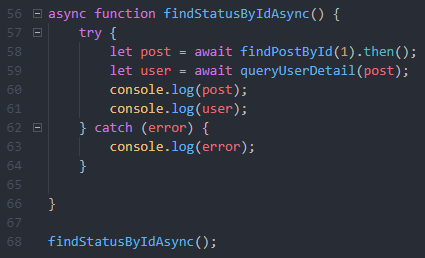 56 async function findStatusByIdAsync() {
57 try {
58 let post = await findPostById(1).then();
59 let user = await queryUserDetail(post);
60 console.log(post);
61 console.log(user);
62 } catch (error) {
63 console.log(error);
64 }
65
66 }
67
68 findStatusByIdAsync();